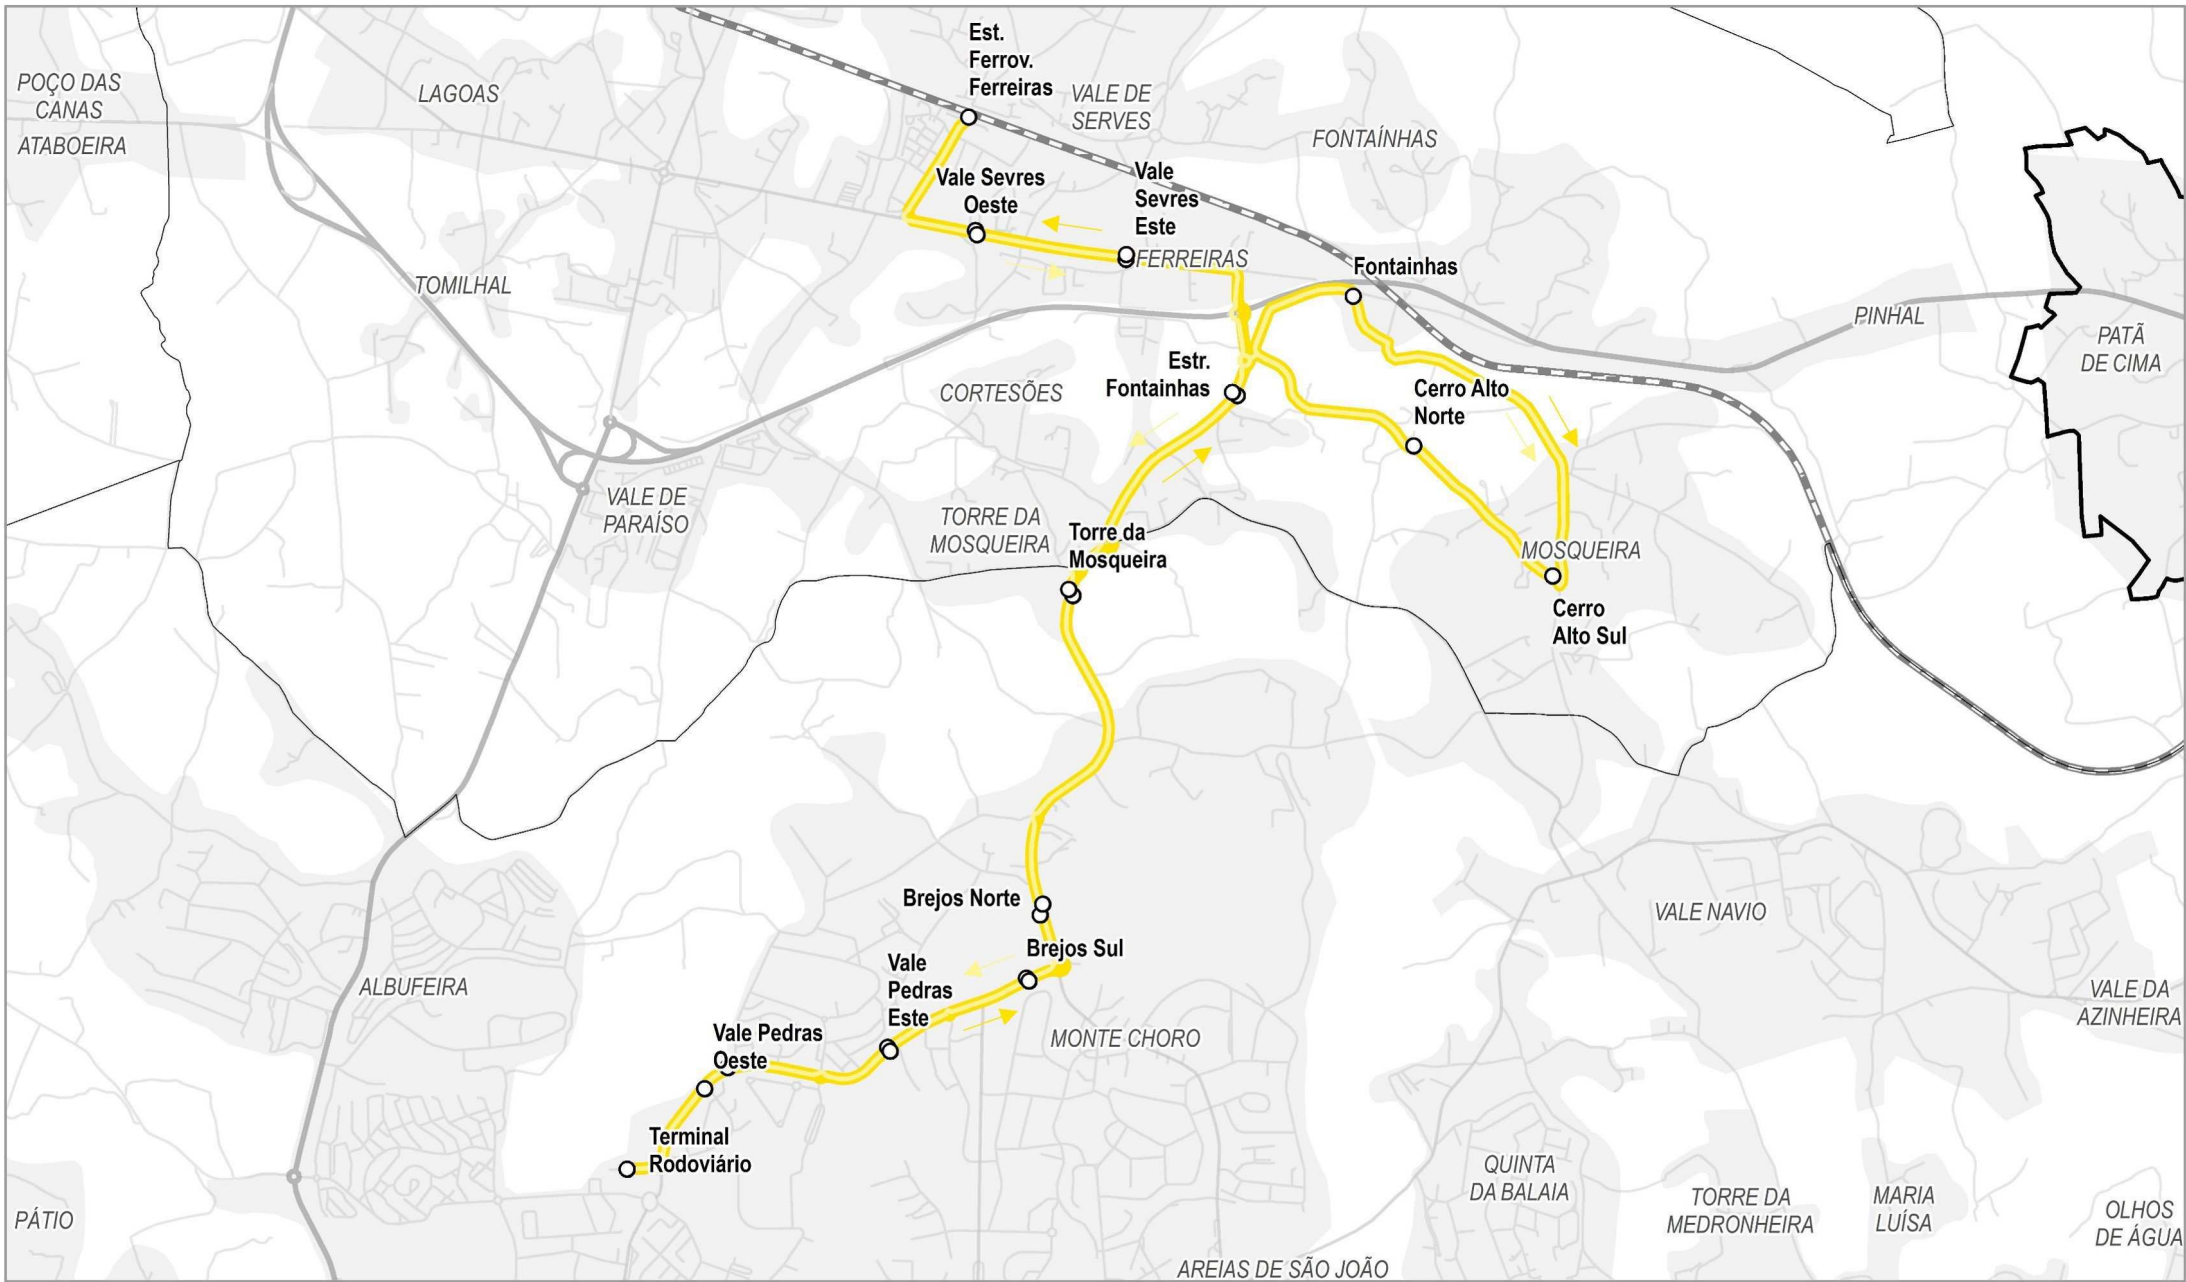 Est.
Ferrov.
Ferreiras
POÇO DAS
CANAS
ATABOEIRA
LAGOAS
VALE DE
SERVES
FONTAÍNHAS
Vale Sevres
Oeste
Vale
Sevres
Este
FERREIRAS
Fontainhas
TOMILHAL
PINHAL
PATÃ
DE CIMA
Estr.
Fontainhas
CORTESÕES
Cerro Alto
Norte
VALE DE
PARAÍSO
TORRE DA
MOSQUEIRA
Torre da
Mosqueira
MOSQUEIRA
Cerro
Alto Sul
Brejos Norte
VALE NAVIO
Brejos Sul
Vale
Pedras
Este
ALBUFEIRA
VALE DA
AZINHEIRA
Vale Pedras
Oeste
MONTE CHORO
Terminal
Rodoviário
QUINTA
DA BALAIA
TORRE DA
MEDRONHEIRA
MARIA
LUÍSA
PÁTIO
OLHOS
DE ÁGUA
AREIAS DE SÃO JOÃO